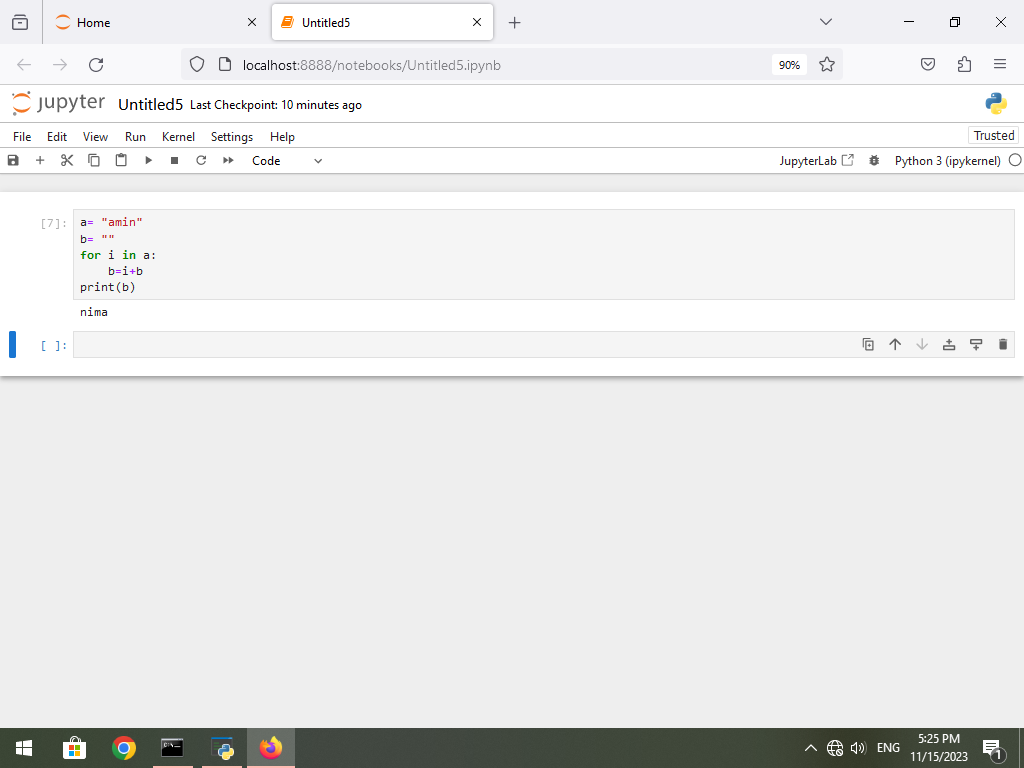 Home
Untitled5
localhost:8888/notebooks/Untitled5.ipynb
90%
jupyter Untitled5 Last Checkpoint: 10 minutes ago
File Edit View Run Kernel Settings Help
Trusted
Code
JupyterLab
Python 3 (ipykernel)
[7]:
a= "amin"
b= ""
for i in a:
    b=i+b
print(b)
nima
[ ]:
ENG
5:25 PM
11/15/2023
1